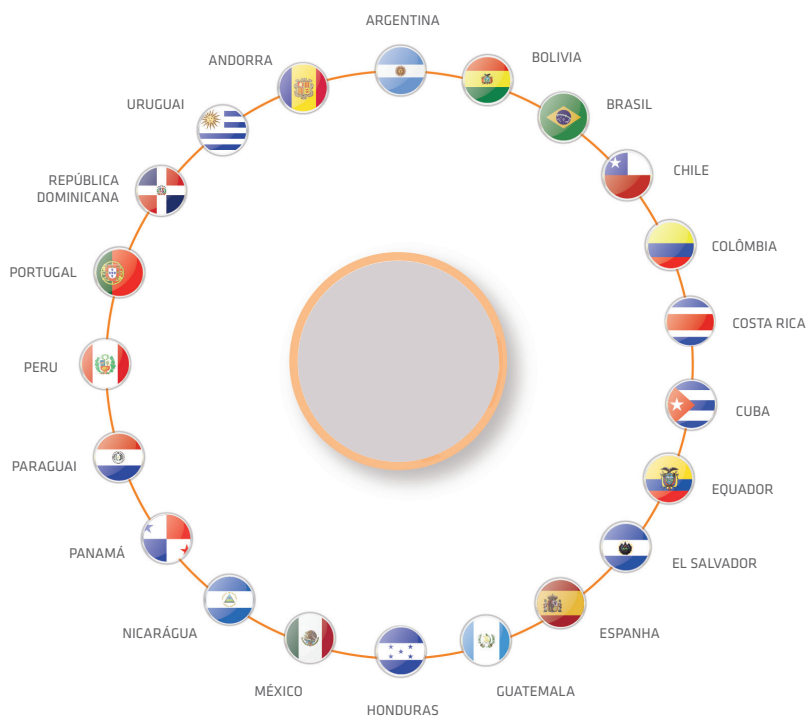 ARGENTINA
BOLIVIA
BRASIL
CHILE
COLÔMBIA
COSTA RICA
CUBA
EQUADOR
EL SALVADOR
ESPANHA
GUATEMALA
HONDURAS
MÉXICO
NICARÁGUA
PANAMÁ
PARAGUAI
PERU
PORTUGAL
REPÚBLICA
DOMINICANA
URUGUAI
ANDORRA